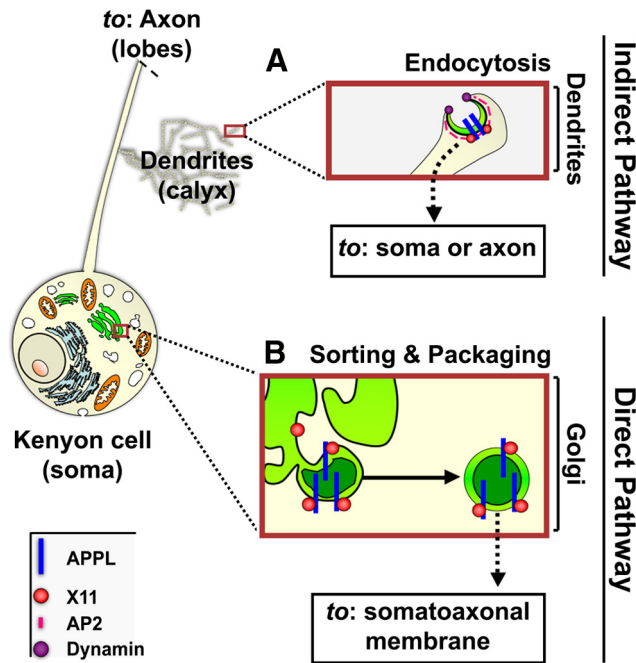 to: Axon
(lobes)
A
Endocytosis
Dendrites
(calyx)
Dendrites
Indirect Pathway
to: soma or axon
B
Sorting & Packaging
Golgi
Direct Pathway
Kenyon cell
(soma)
to: somatoaxonal
membrane
APPL
X11
AP2
Dynamin